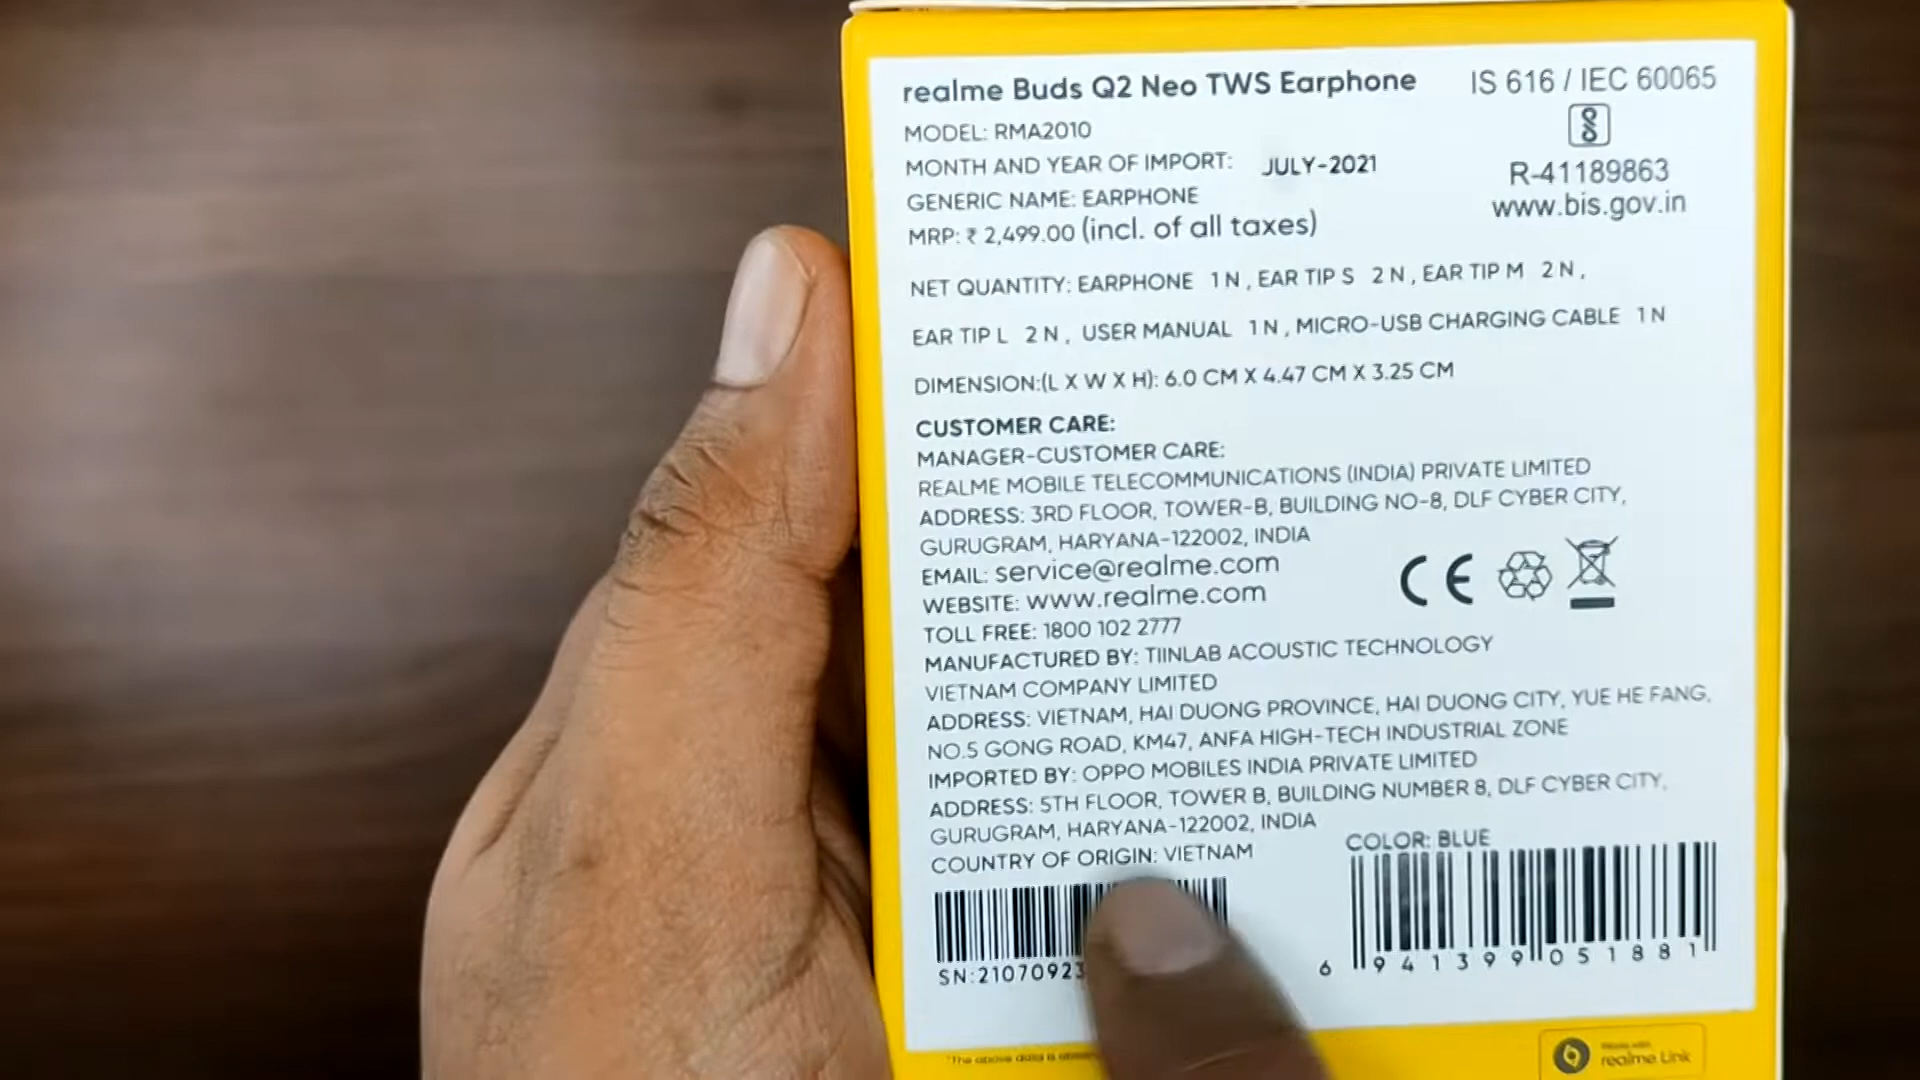 realme Buds Q2 Neo TWS Earphone
IS 616 / IEC 60065
MODEL: RMA2010
MONTH AND YEAR OF IMPORT: JULY-2021
R-41189863
GENERIC NAME: EARPHONE
www.bis.gov.in
MRP: ₹ 2,499.00 (incl. of all taxes)
NET QUANTITY: EARPHONE 1 N , EAR TIP S 2 N , EAR TIP M 2 N ,
EAR TIP L 2 N , USER MANUAL 1 N , MICRO-USB CHARGING CABLE 1 N
DIMENSION:(L X W X H): 6.0 CM X 4.47 CM X 3.25 CM
CUSTOMER CARE:
MANAGER-CUSTOMER CARE:
REALME MOBILE TELECOMMUNICATIONS (INDIA) PRIVATE LIMITED
ADDRESS: 3RD FLOOR, TOWER-B, BUILDING NO-8, DLF CYBER CITY,
GURUGRAM, HARYANA-122002, INDIA
EMAIL: service@realme.com
CE
WEBSITE: www.realme.com
TOLL FREE: 1800 102 2777
MANUFACTURED BY: TIINLAB ACOUSTIC TECHNOLOGY
VIETNAM COMPANY LIMITED
ADDRESS: VIETNAM, HAI DUONG PROVINCE, HAI DUONG CITY, YUE HE FANG,
NO.5 GONG ROAD, KM47, ANFA HIGH-TECH INDUSTRIAL ZONE
IMPORTED BY: OPPO MOBILES INDIA PRIVATE LIMITED
ADDRESS: 5TH FLOOR, TOWER B, BUILDING NUMBER 8, DLF CYBER CITY,
GURUGRAM, HARYANA-122002, INDIA
COUNTRY OF ORIGIN: VIETNAM
COLOR: BLUE
SN:21070923
6 941399 051881
*The above data is
realme Link